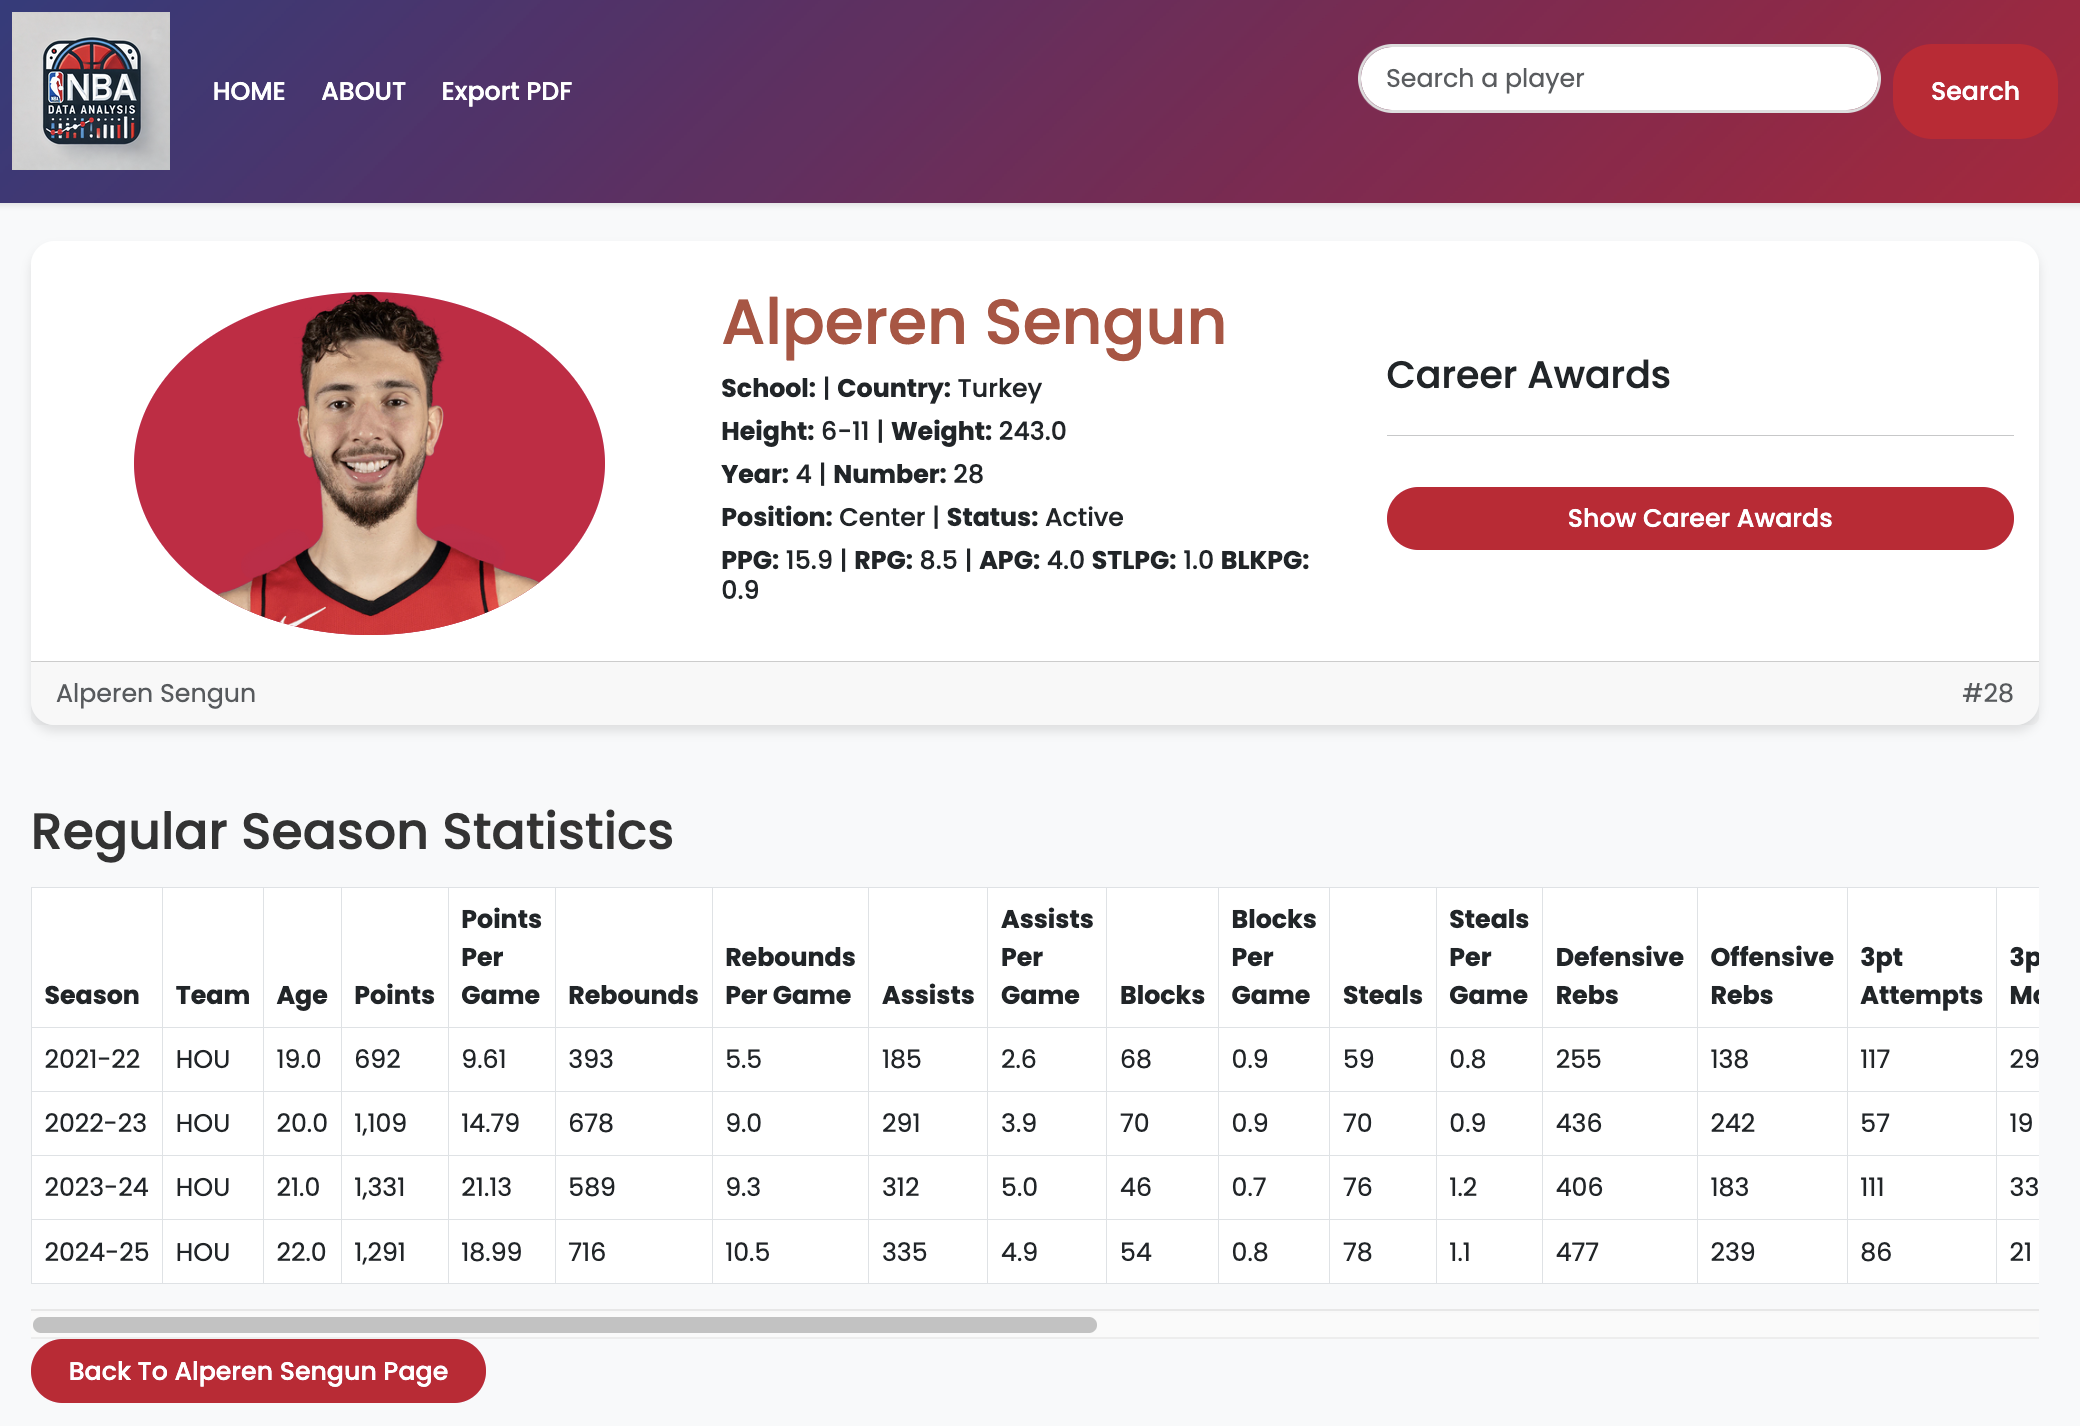 NBA
DATA ANALYSIS
HOME ABOUT Export PDF
Search a player
Search
Alperen Sengun
School: | Country: Turkey
Height: 6-11 | Weight: 243.0
Year: 4 | Number: 28
Position: Center | Status: Active
PPG: 15.9 | RPG: 8.5 | APG: 4.0 STLPG: 1.0 BLKPG:
0.9
Career Awards
Show Career Awards
Alperen Sengun #28
Regular Season Statistics
Season Team Age Points Points Per Game Rebounds Rebounds Per Game Assists Assists Per Game Blocks Blocks Per Game Steals Steals Per Game Defensive Rebs Offensive Rebs 3pt Attempts
2021-22 HOU 19.0 692 9.61 393 5.5 185 2.6 68 0.9 59 0.8 255 138 117 29
2022-23 HOU 20.0 1,109 14.79 678 9.0 291 3.9 70 0.9 70 0.9 436 242 57 19
2023-24 HOU 21.0 1,331 21.13 589 9.3 312 5.0 46 0.7 76 1.2 406 183 111 33
2024-25 HOU 22.0 1,291 18.99 716 10.5 335 4.9 54 0.8 78 1.1 477 239 86 21
Back To Alperen Sengun Page